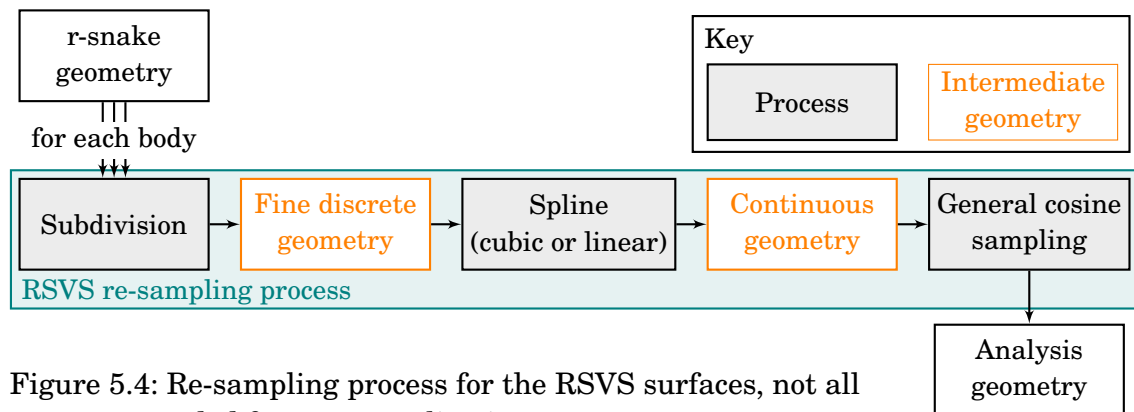 r-snake
geometry
for each body
Key
Process
Intermediate
geometry
Subdivision
Fine discrete
geometry
Spline
(cubic or linear)
Continuous
geometry
General cosine
sampling
RSVS re-sampling process
Analysis
geometry
Figure 5.4: Re-sampling process for the RSVS surfaces, not all